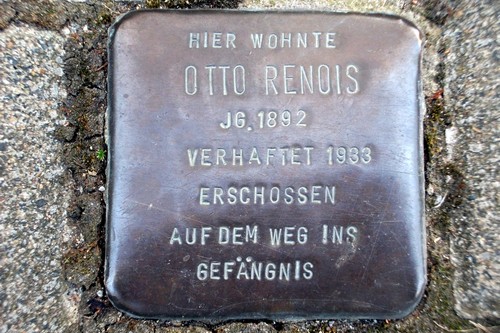 HIER WOHNTE
OTTO RENOIS
JG. 1892
VERHAFTET 1933
ERSCHOSSEN
AUF DEM WEG INS
GEFÄNGNIS